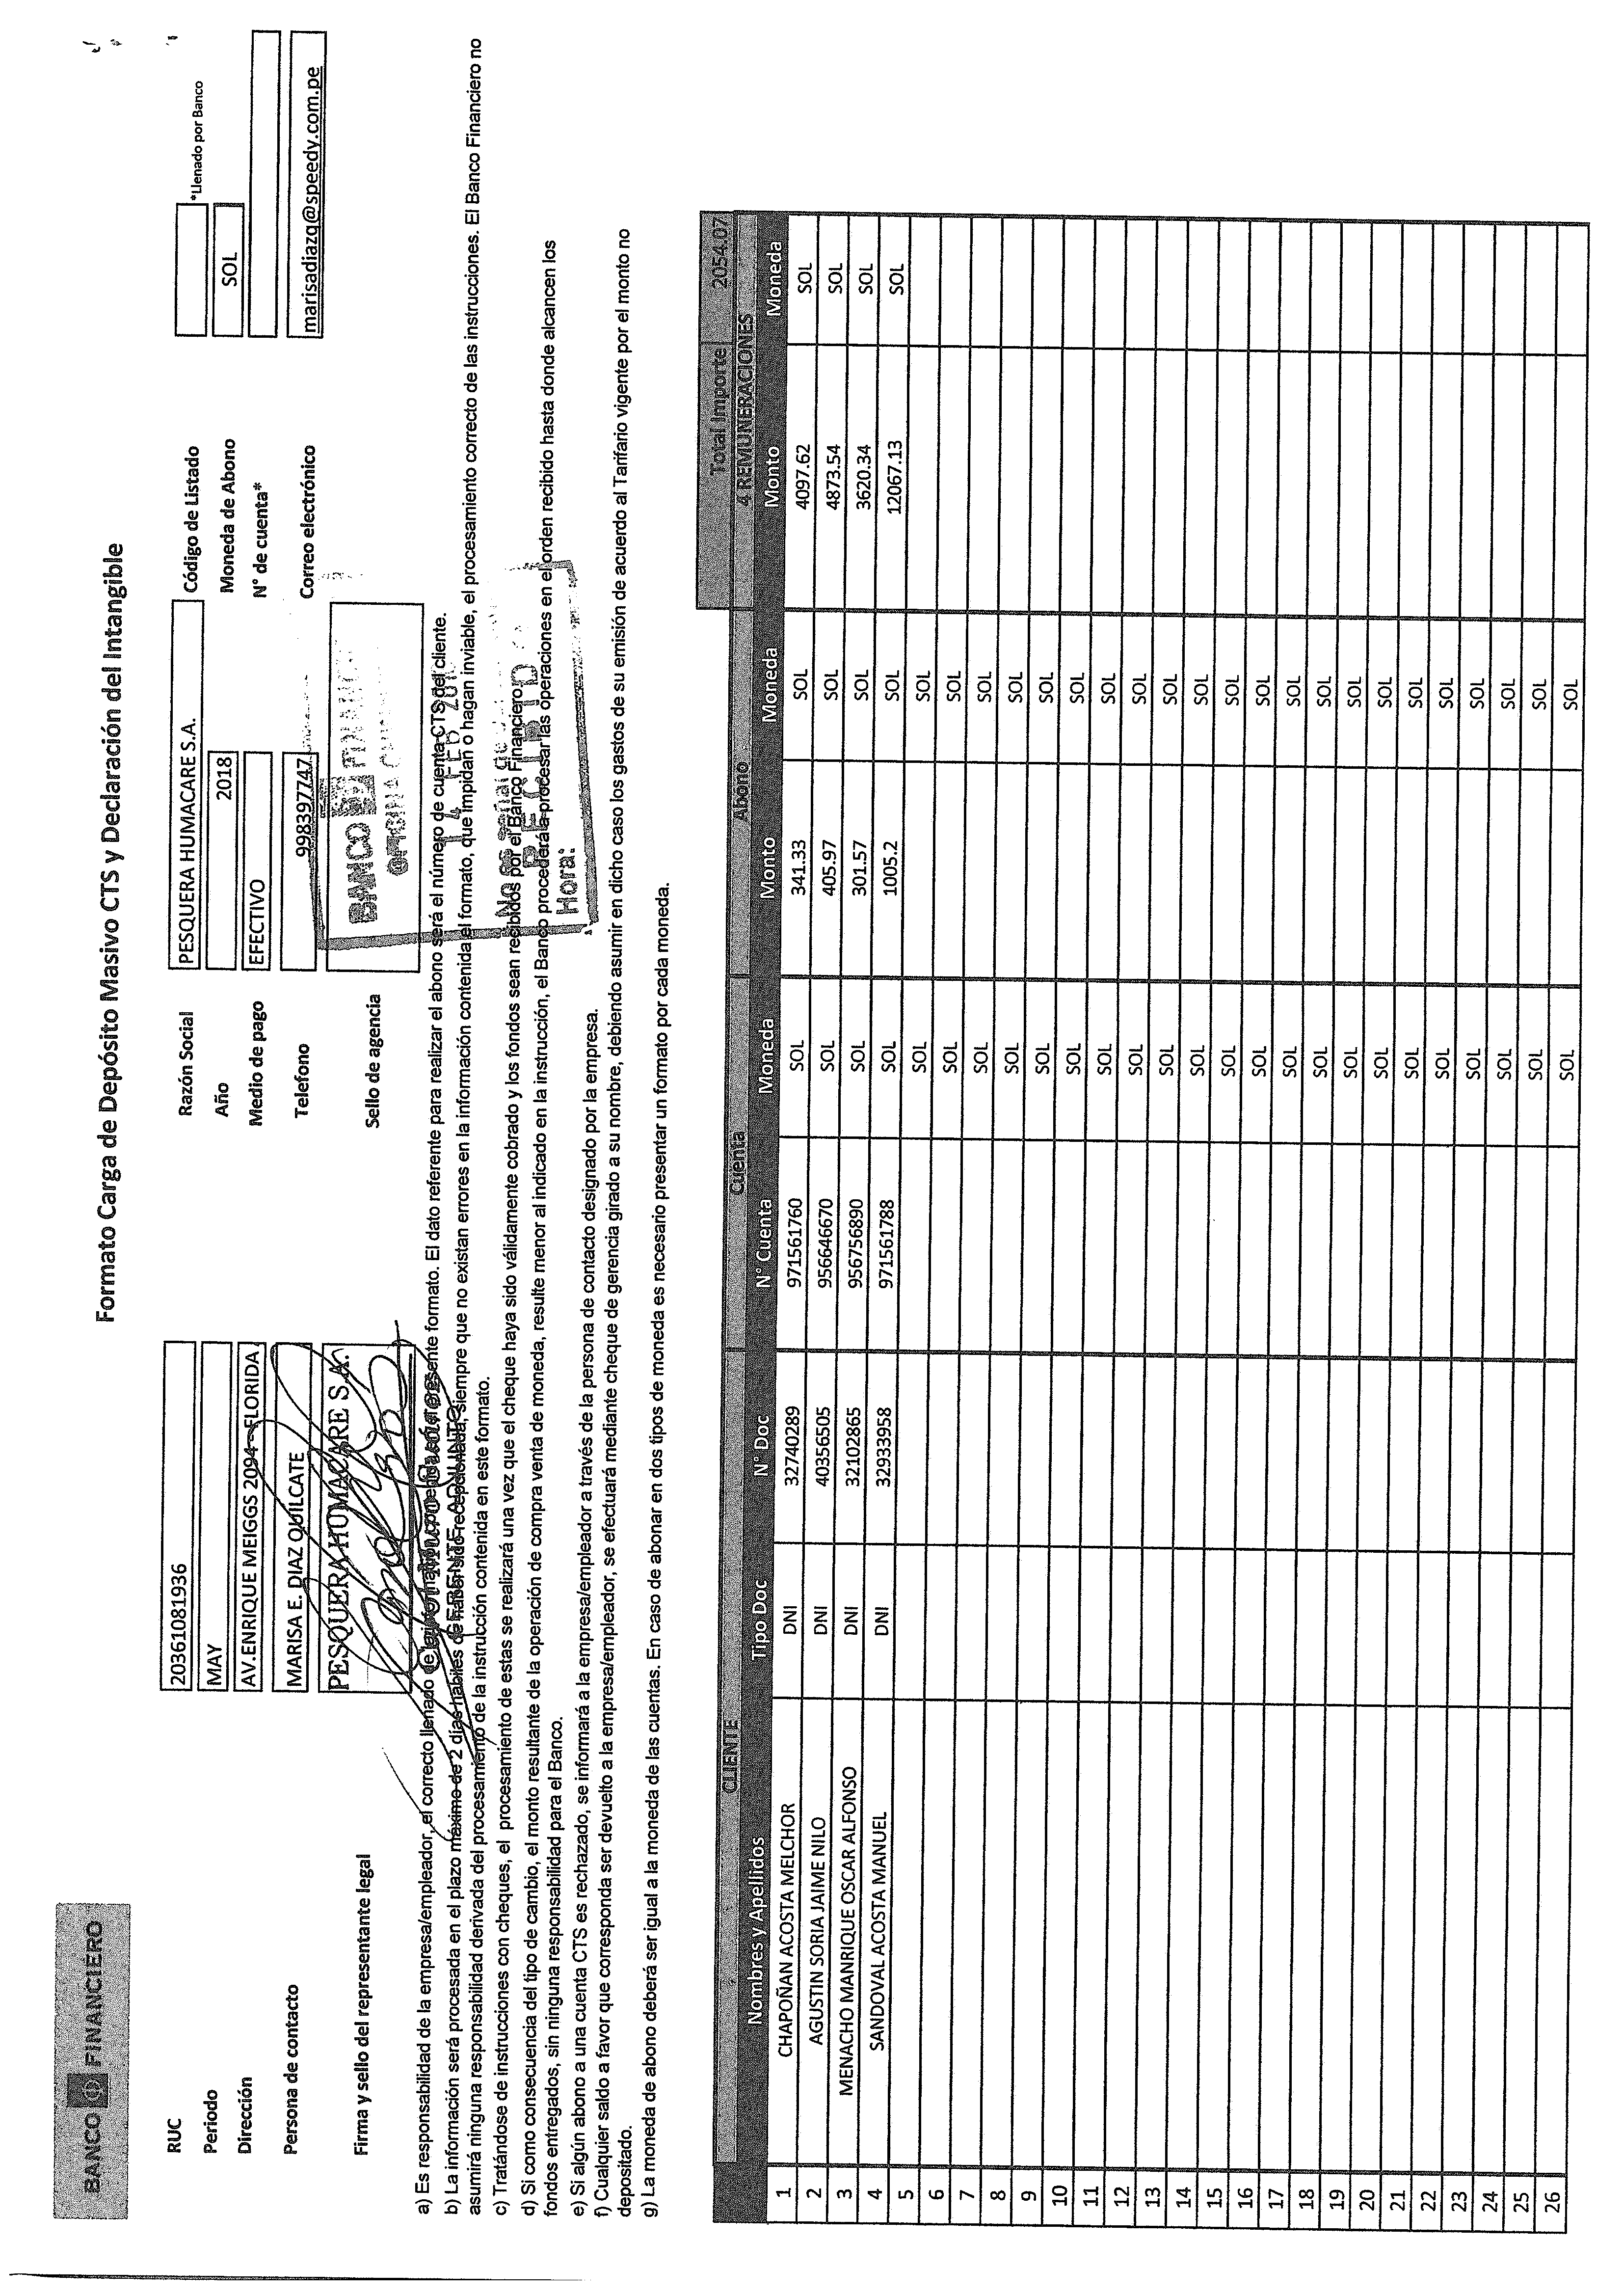 BANCO FINANCIERO
Formato Carga de Depósito Masivo CTS y Declaración del Intangible
RUC 20361081936 Razón Social PESQUERA HUMACARE S.A. Código de Listado *Llenado por Banco
Periodo MAY Año 2018 Moneda de Abono SOL
Dirección AV.ENRIQUE MEIGGS 2094 - FLORIDA Medio de pago EFECTIVO N° de cuenta*
Persona de contacto MARISA E. DIAZ QUILCATE Telefono 998397747 Correo electrónico marisadiazq@speedy.com.pe
Firma y sello del representante legal PESQUERA HUMACARE S.A. Sello de agencia
GERENTE ADJUNTO
BANCO FINANCI
OFICINA
14 FEB
No es señal de
RECIBID
Hora:
a) Es responsabilidad de la empresa/empleador, el correcto llenado de la información contenida en el presente formato. El dato referente para realizar el abono será el número de cuenta CTS del cliente.
b) La información será procesada en el plazo máximo de 2 días habiles de haber sido recepcionada, siempre que no existan errores en la información contenida el formato, que impidan o hagan inviable, el procesamiento correcto de las instrucciones. El Banco Financiero no
asumirá ninguna responsabilidad derivada del procesamiento de la instrucción contenida en este formato.
c) Tratándose de instrucciones con cheques, el procesamiento de estas se realizará una vez que el cheque haya sido válidamente cobrado y los fondos sean recibidos por el Banco Financiero
d) Si como consecuencia del tipo de cambio, el monto resultante de la operación de compra venta de moneda, resulte menor al indicado en la instrucción, el Banco procederá a procesar las operaciones en el orden recibido hasta donde alcancen los
fondos entregados, sin ninguna responsabilidad para el Banco.
e) Si algún abono a una cuenta CTS es rechazado, se informará a la empresa/empleador a través de la persona de contacto designado por la empresa.
f) Cualquier saldo a favor que corresponda ser devuelto a la empresa/empleador, se efectuará mediante cheque de gerencia girado a su nombre, debiendo asumir en dicho caso los gastos de su emisión de acuerdo al Tarifario vigente por el monto no
depositado.
g) La moneda de abono deberá ser igual a la moneda de las cuentas. En caso de abonar en dos tipos de moneda es necesario presentar un formato por cada moneda.
Total Importe 2054.07
CLIENTE Cuenta Abono 4 REMUNERACIONES
Nombres y Apellidos Tipo Doc N° Doc N° Cuenta Moneda Monto Moneda Monto Moneda
1 CHAPOÑAN ACOSTA MELCHOR DNI 32740289 971561760 SOL 341.33 SOL 4097.62 SOL
2 AGUSTIN SORIA JAIME NILO DNI 40356505 956646670 SOL 405.97 SOL 4873.54 SOL
3 MENACHO MANRIQUE OSCAR ALFONSO DNI 32102865 956756890 SOL 301.57 SOL 3620.34 SOL
4 SANDOVAL ACOSTA MANUEL DNI 32933958 971561788 SOL 1005.2 SOL 12067.13 SOL
5 SOL SOL
6 SOL SOL
7 SOL SOL
8 SOL SOL
9 SOL SOL
10 SOL SOL
11 SOL SOL
12 SOL SOL
13 SOL SOL
14 SOL SOL
15 SOL SOL
16 SOL SOL
17 SOL SOL
18 SOL SOL
19 SOL SOL
20 SOL SOL
21 SOL SOL
22 SOL SOL
23 SOL SOL
24 SOL SOL
25 SOL SOL
26 SOL SOL